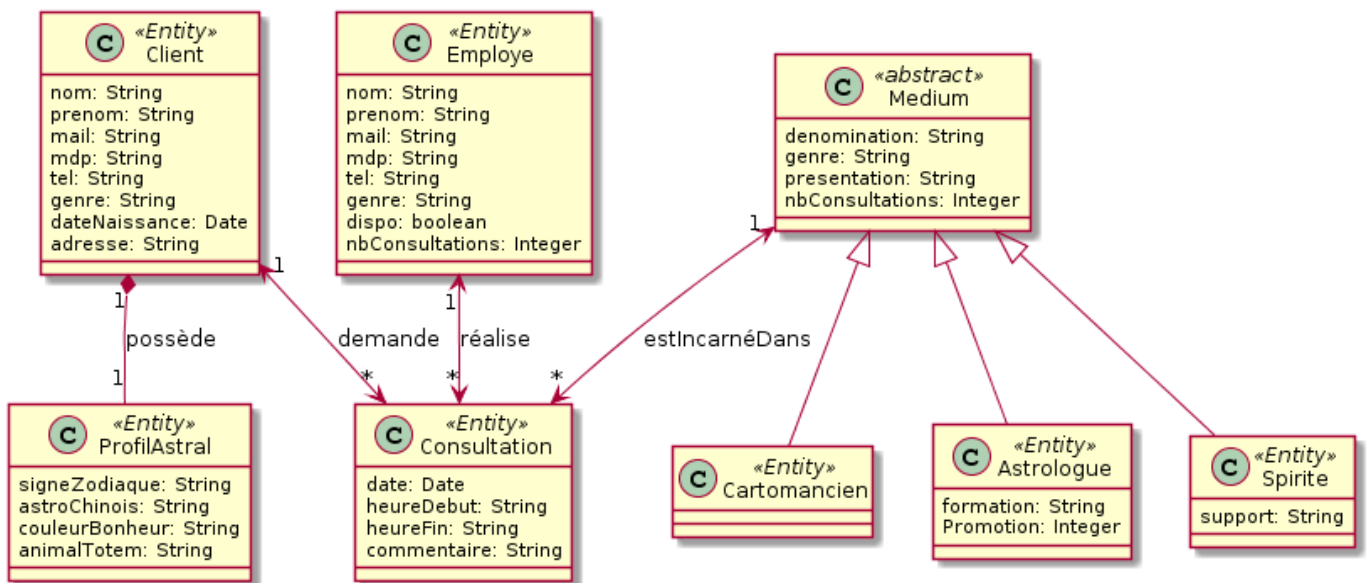 «Entity»
C Client
nom: String
prenom: String
mail: String
mdp: String
tel: String
genre: String
dateNaissance: Date
adresse: String
«Entity»
C Employe
nom: String
prenom: String
mail: String
mdp: String
tel: String
genre: String
dispo: boolean
nbConsultations: Integer
«abstract»
C Medium
denomination: String
genre: String
presentation: String
nbConsultations: Integer
1
possède
1
1
demande
*
1
réalise
*
1
estIncarnéDans
*
«Entity»
C ProfilAstral
signeZodiaque: String
astroChinois: String
couleurBonheur: String
animalTotem: String
«Entity»
C Consultation
date: Date
heureDebut: String
heureFin: String
commentaire: String
«Entity»
C Cartomancien
«Entity»
C Astrologue
formation: String
Promotion: Integer
«Entity»
C Spirite
support: String